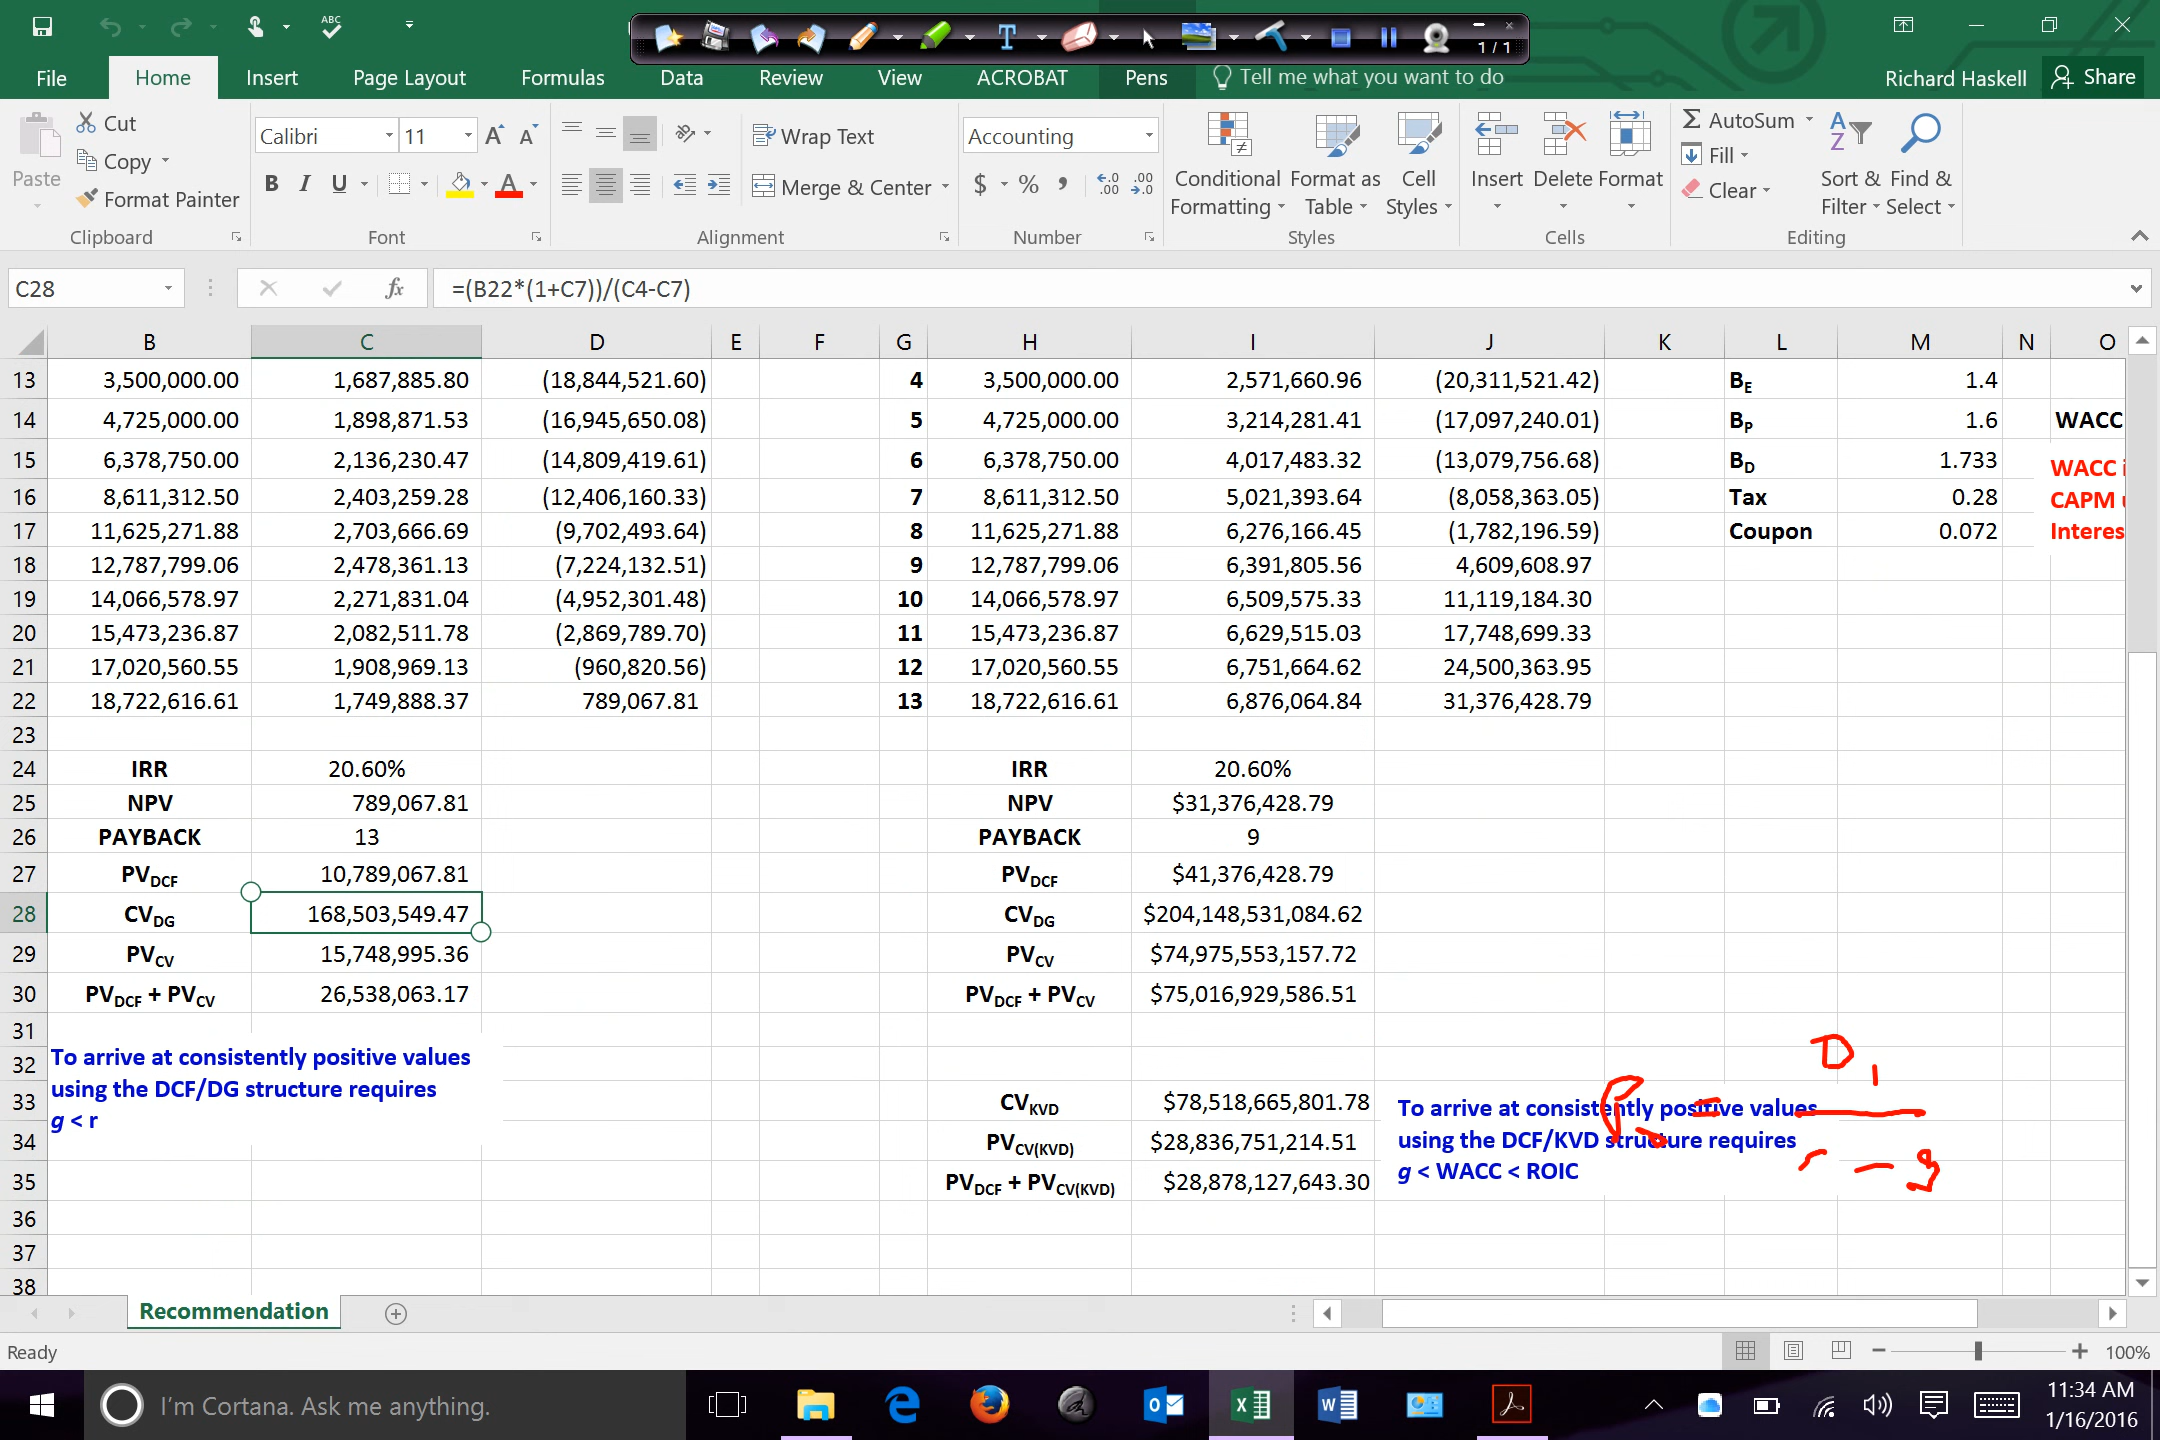 ABC
1 / 1
File Home Insert Page Layout Formulas Data Review View ACROBAT Pens Tell me what you want to do Richard Haskell Share
Cut
Copy
Format Painter
Paste
Clipboard
Calibri 11
B I U
Font
Wrap Text
Merge & Center
Alignment
Accounting
$ % ,
Number
Conditional Formatting
Format as Table
Cell Styles
Styles
Insert Delete Format
Cells
AutoSum
Fill
Clear
Sort & Filter
Find & Select
Editing
C28 fx =(B22*(1+C7))/(C4-C7)
B C D E F G H I J K L M N O
13 3,500,000.00 1,687,885.80 (18,844,521.60) 4 3,500,000.00 2,571,660.96 (20,311,521.42) BE 1.4
14 4,725,000.00 1,898,871.53 (16,945,650.08) 5 4,725,000.00 3,214,281.41 (17,097,240.01) BP 1.6 WACC
15 6,378,750.00 2,136,230.47 (14,809,419.61) 6 6,378,750.00 4,017,483.32 (13,079,756.68) BD 1.733 WACC i
16 8,611,312.50 2,403,259.28 (12,406,160.33) 7 8,611,312.50 5,021,393.64 (8,058,363.05) Tax 0.28 CAPM
17 11,625,271.88 2,703,666.69 (9,702,493.64) 8 11,625,271.88 6,276,166.45 (1,782,196.59) Coupon 0.072 Interes
18 12,787,799.06 2,478,361.13 (7,224,132.51) 9 12,787,799.06 6,391,805.56 4,609,608.97
19 14,066,578.97 2,271,831.04 (4,952,301.48) 10 14,066,578.97 6,509,575.33 11,119,184.30
20 15,473,236.87 2,082,511.78 (2,869,789.70) 11 15,473,236.87 6,629,515.03 17,748,699.33
21 17,020,560.55 1,908,969.13 (960,820.56) 12 17,020,560.55 6,751,664.62 24,500,363.95
22 18,722,616.61 1,749,888.37 789,067.81 13 18,722,616.61 6,876,064.84 31,376,428.79
23
24 IRR 20.60% IRR 20.60%
25 NPV 789,067.81 NPV $31,376,428.79
26 PAYBACK 13 PAYBACK 9
27 PVDCF 10,789,067.81 PVDCF $41,376,428.79
28 CVDG 168,503,549.47 CVDG $204,148,531,084.62
29 PVCV 15,748,995.36 PVCV $74,975,553,157.72
30 PVDCF + PVCV 26,538,063.17 PVDCF + PVCV $75,016,929,586.51
31
32
33 CVKVD $78,518,665,801.78
34 PVCV(KVD) $28,836,751,214.51
35 PVDCF + PVCV(KVD) $28,878,127,643.30
36
37
38
To arrive at consistently positive values
using the DCF/DG structure requires
g < r
To arrive at consistently positive values
using the DCF/KVD structure requires
g < WACC < ROIC
P0 = D1
r - g
Recommendation
Ready 100%
I'm Cortana. Ask me anything.
11:34 AM
1/16/2016